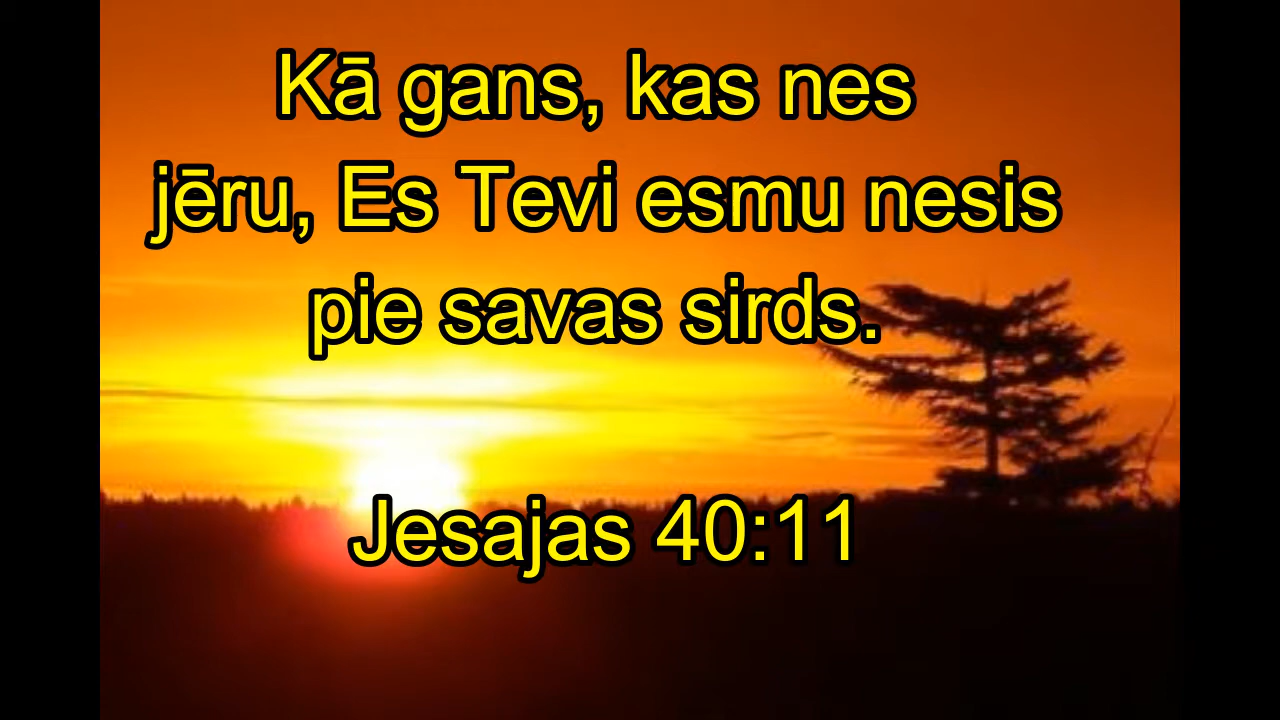 Kā gans, kas nes
jēru, Es Tevi esmu nesis
pie savas sirds.
Jesajas 40:11